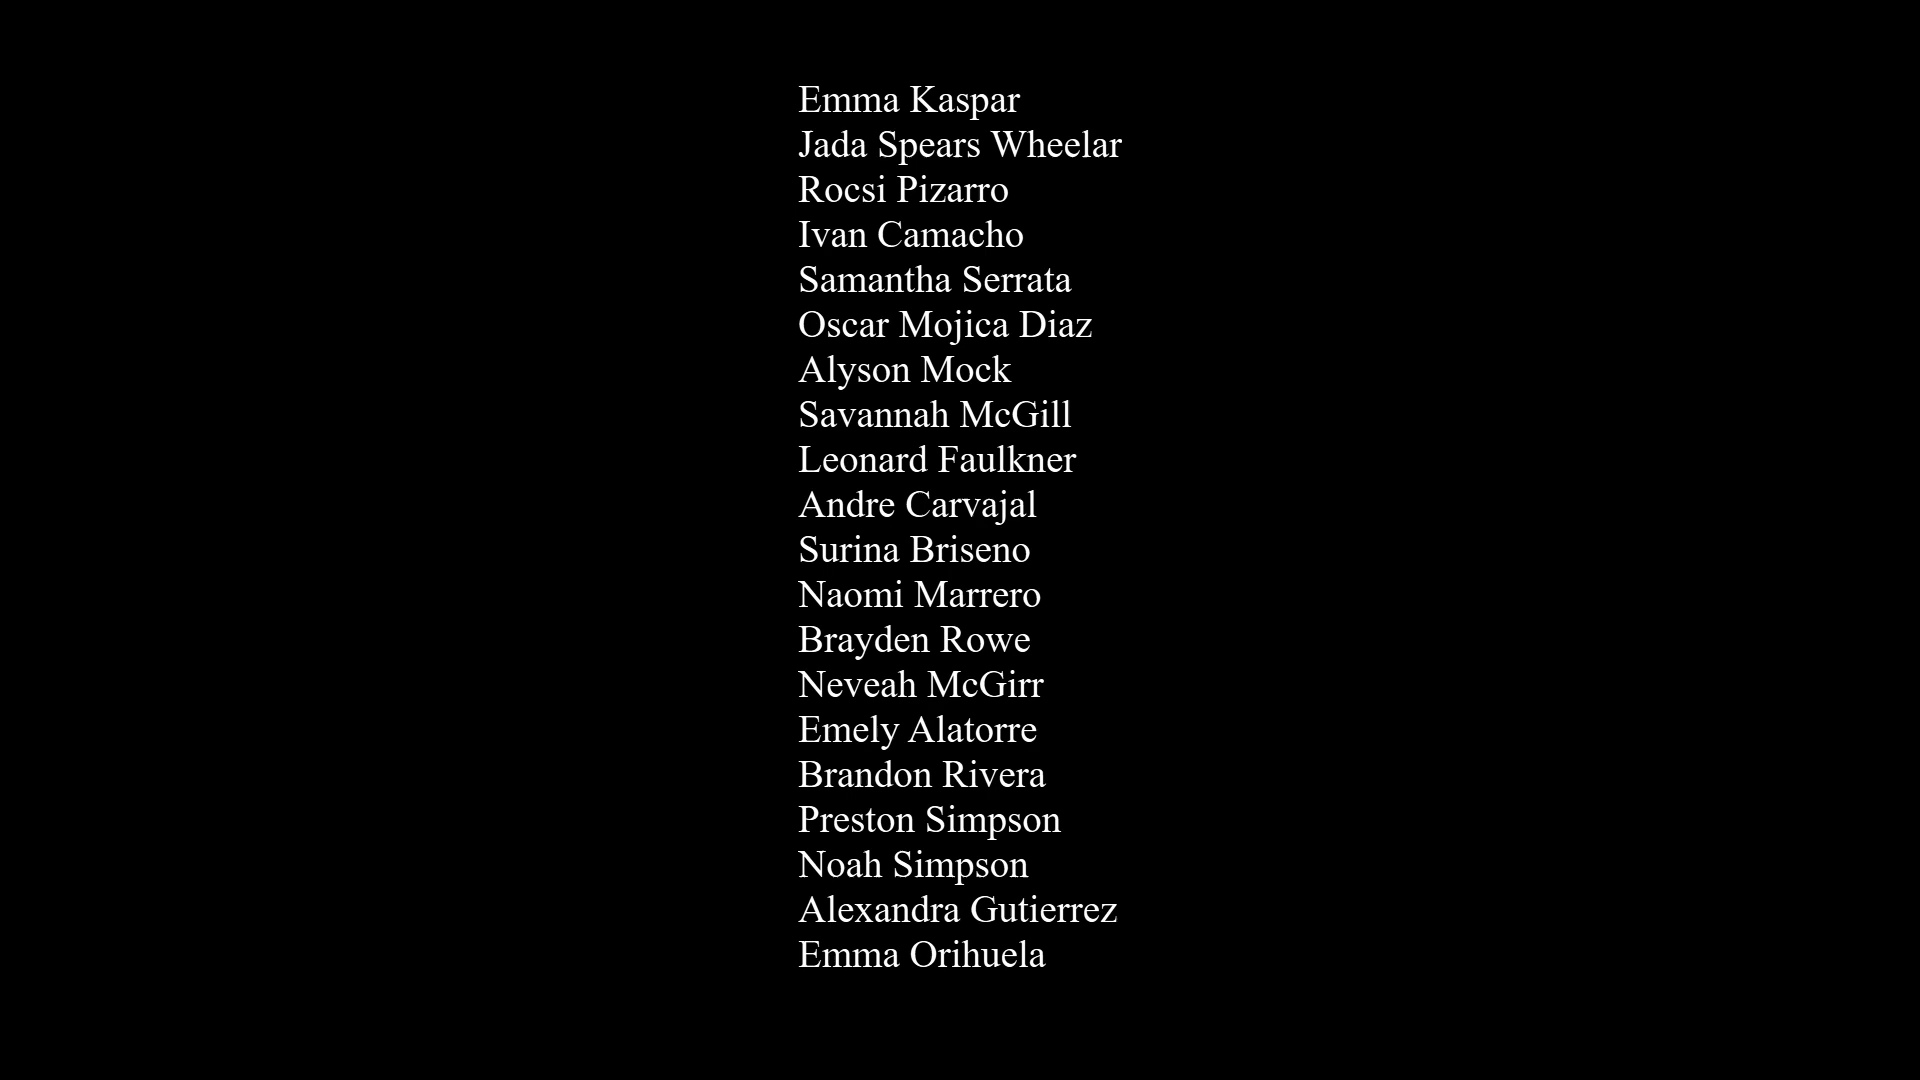 Emma Kaspar
Jada Spears Wheelar
Rocsi Pizarro
Ivan Camacho
Samantha Serrata
Oscar Mojica Diaz
Alyson Mock
Savannah McGill
Leonard Faulkner
Andre Carvajal
Surina Briseno
Naomi Marrero
Brayden Rowe
Neveah McGirr
Emely Alatorre
Brandon Rivera
Preston Simpson
Noah Simpson
Alexandra Gutierrez
Emma Orihuela